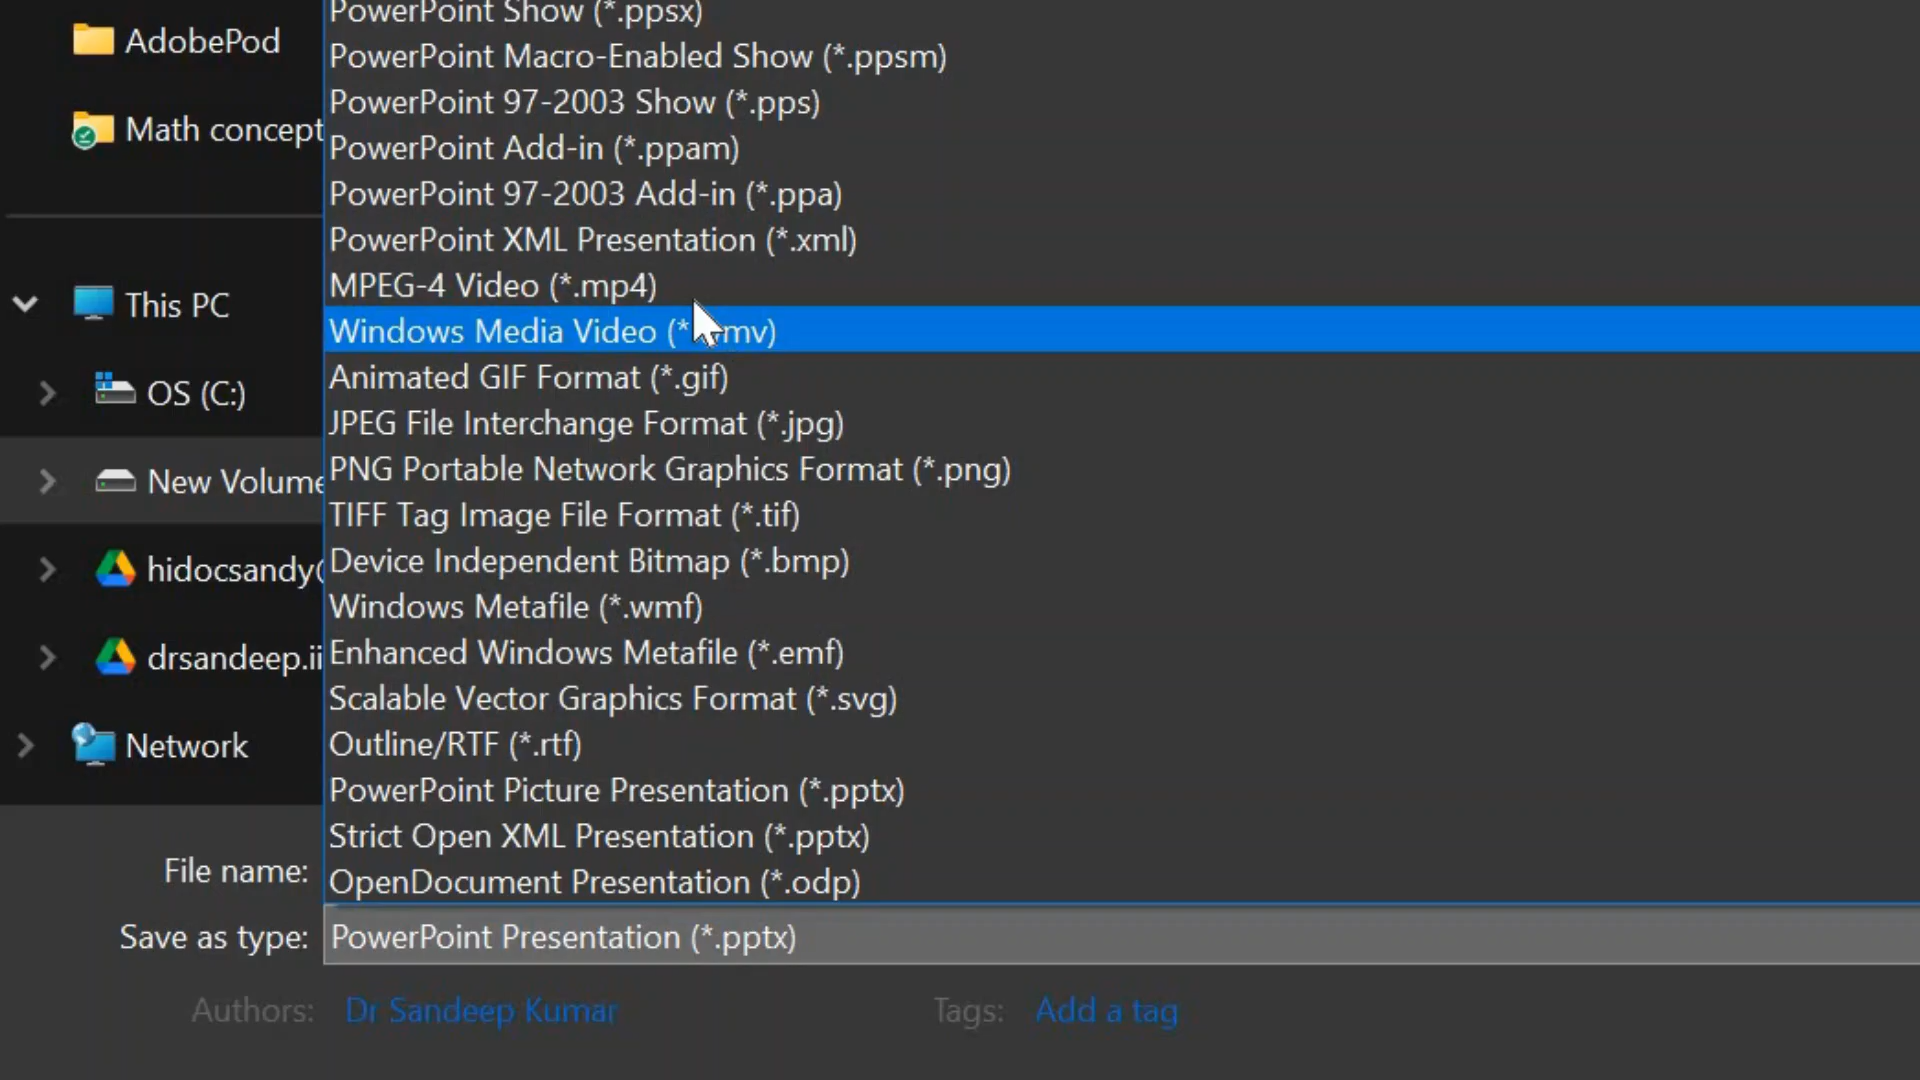 AdobePod
Math concept
This PC
OS (C:)
New Volume
hidocsandy
drsandeep.ii
Network
PowerPoint Show (*.ppsx)
PowerPoint Macro-Enabled Show (*.ppsm)
PowerPoint 97-2003 Show (*.pps)
PowerPoint Add-in (*.ppam)
PowerPoint 97-2003 Add-in (*.ppa)
PowerPoint XML Presentation (*.xml)
MPEG-4 Video (*.mp4)
Windows Media Video (* mv)
Animated GIF Format (*.gif)
JPEG File Interchange Format (*.jpg)
PNG Portable Network Graphics Format (*.png)
TIFF Tag Image File Format (*.tif)
Device Independent Bitmap (*.bmp)
Windows Metafile (*.wmf)
Enhanced Windows Metafile (*.emf)
Scalable Vector Graphics Format (*.svg)
Outline/RTF (*.rtf)
PowerPoint Picture Presentation (*.pptx)
Strict Open XML Presentation (*.pptx)
OpenDocument Presentation (*.odp)
File name:
Save as type: PowerPoint Presentation (*.pptx)
Authors: Dr Sandeep Kumar Tags: Add a tag